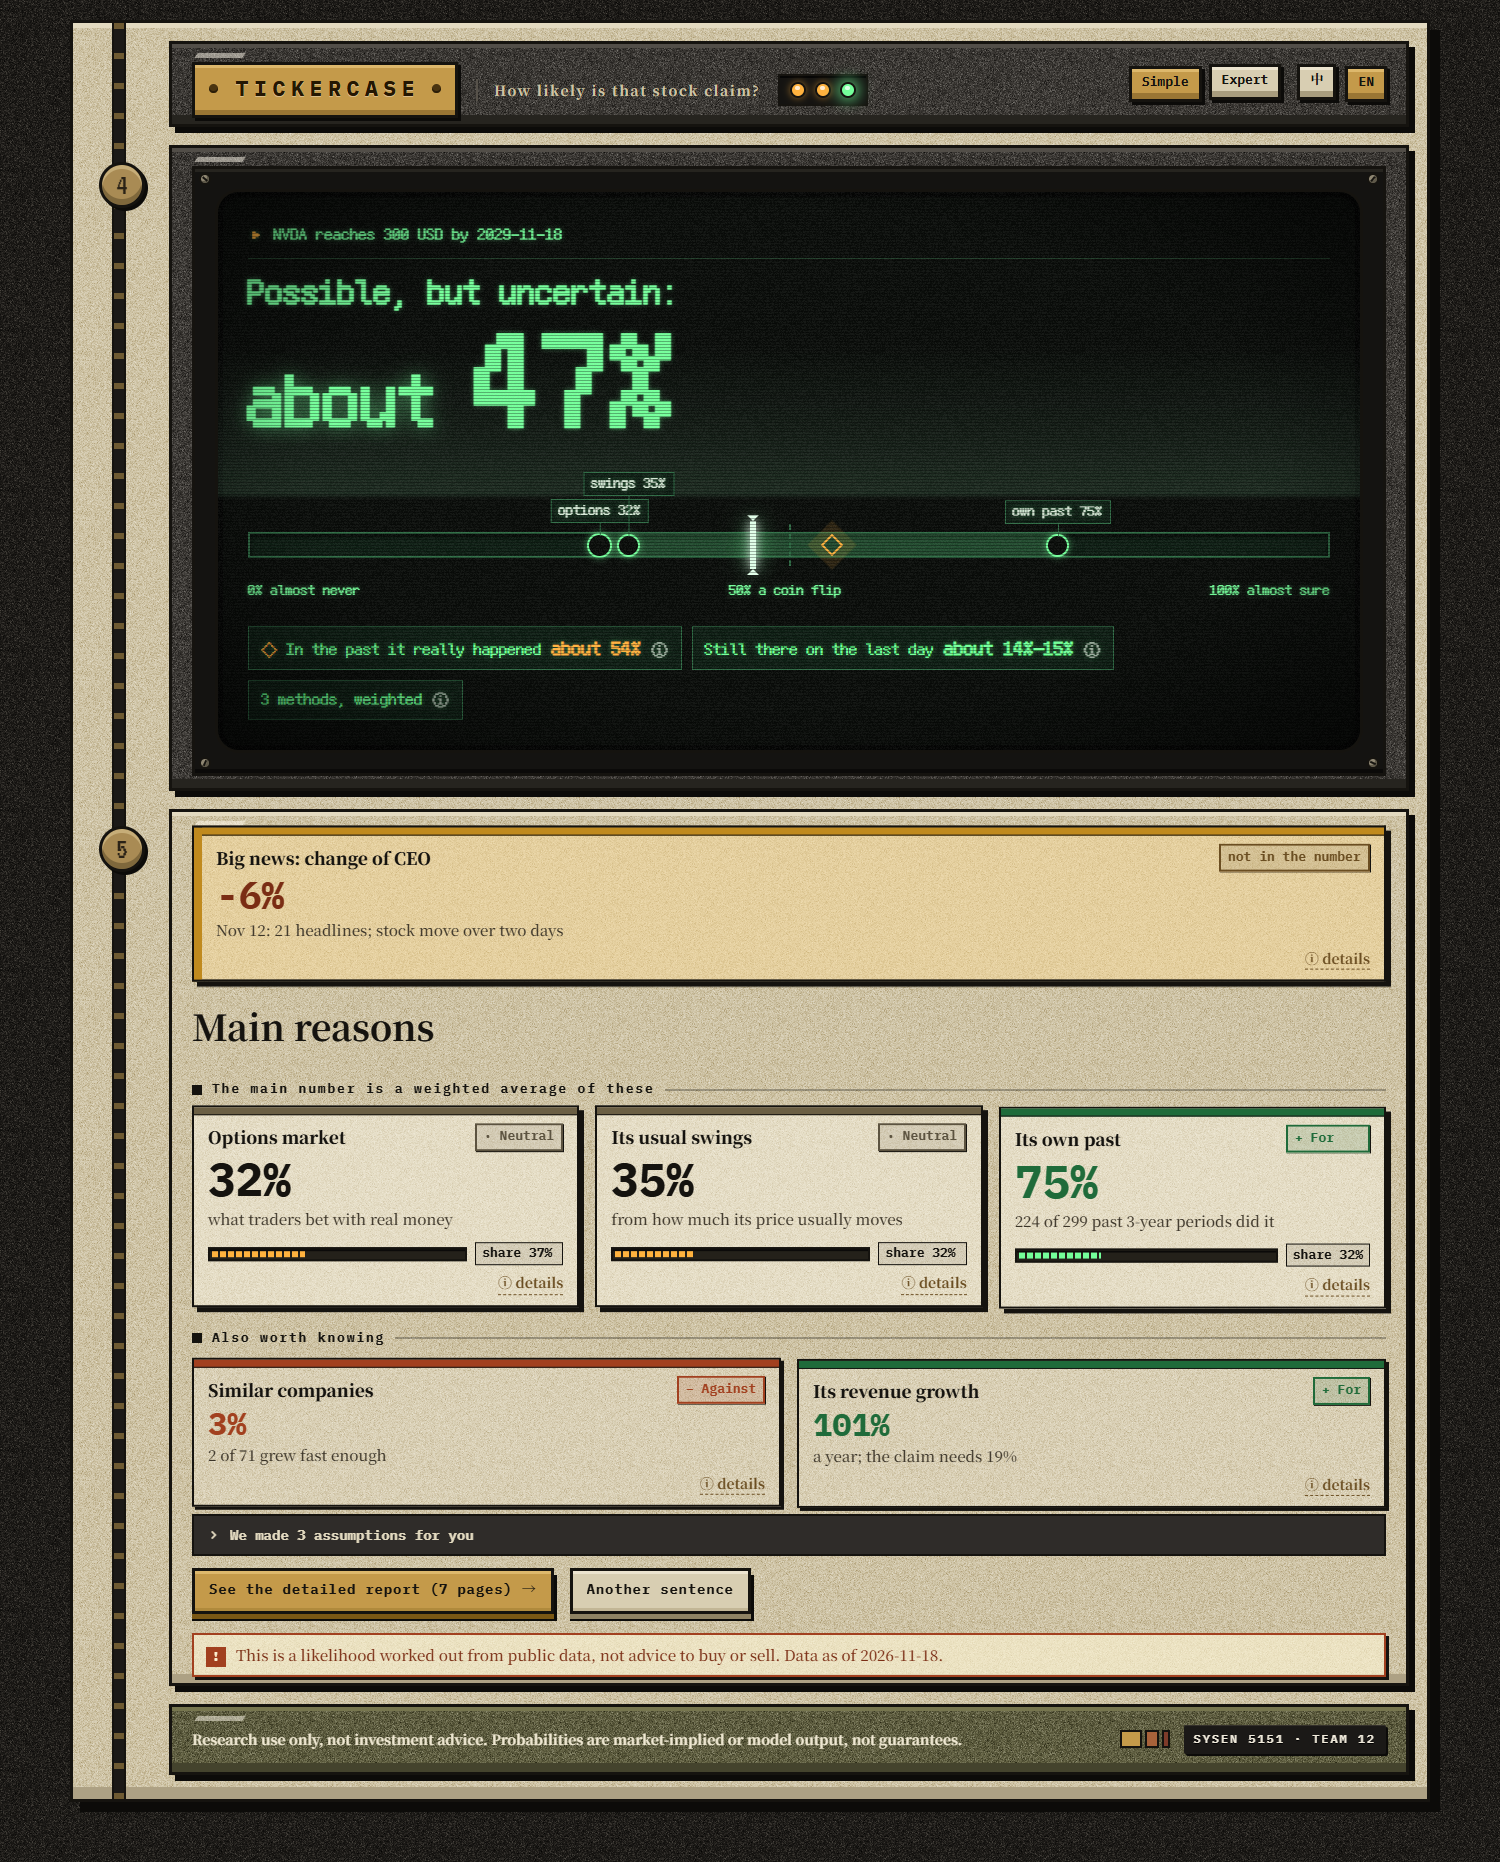 TICKERCASE
How likely is that stock claim?
Simple
Expert
中
EN
4
▸ NVDA reaches 300 USD by 2029-11-18
Possible, but uncertain:
about 47%
swings 35%
options 32%
own past 75%
0% almost never
50% a coin flip
100% almost sure
In the past it really happened about 54% ⓘ
Still there on the last day about 14%–15% ⓘ
3 methods, weighted ⓘ
5
Big news: change of CEO
not in the number
-6%
Nov 12: 21 headlines; stock move over two days
ⓘ details
Main reasons
The main number is a weighted average of these
Options market
· Neutral
32%
what traders bet with real money
share 37%
ⓘ details
Its usual swings
· Neutral
35%
from how much its price usually moves
share 32%
ⓘ details
Its own past
+ For
75%
224 of 299 past 3-year periods did it
share 32%
ⓘ details
Also worth knowing
Similar companies
− Against
3%
2 of 71 grew fast enough
ⓘ details
Its revenue growth
+ For
101%
a year; the claim needs 19%
ⓘ details
› We made 3 assumptions for you
See the detailed report (7 pages) →
Another sentence
! This is a likelihood worked out from public data, not advice to buy or sell. Data as of 2026-11-18.
Research use only, not investment advice. Probabilities are market-implied or model output, not guarantees.
SYSEN 5151 · TEAM 12